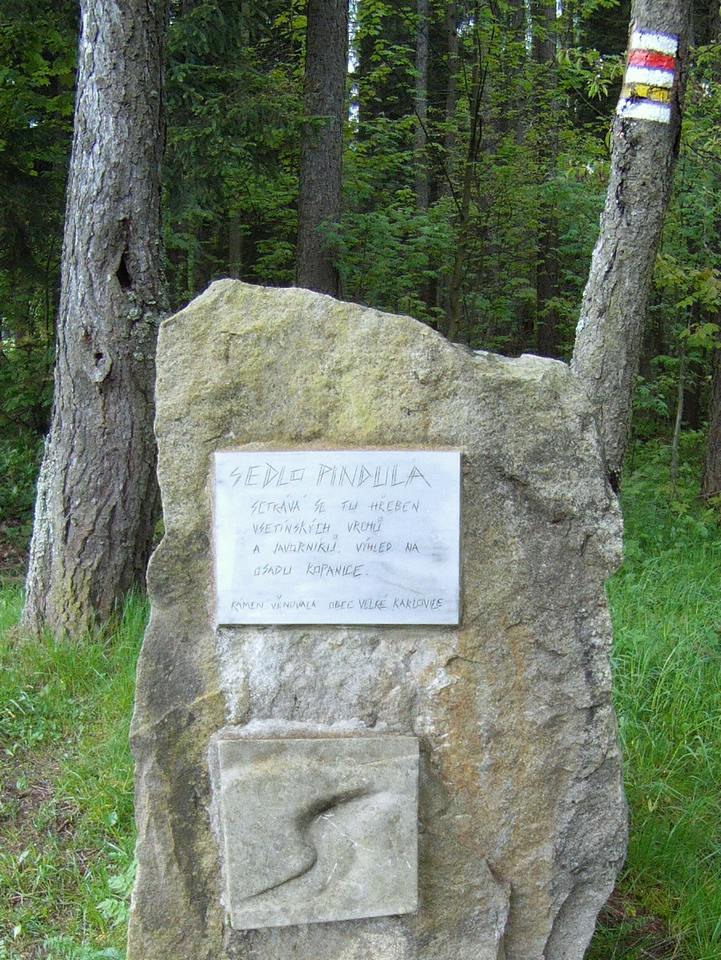 SEDLO PINDULA
SETKÁVÁ SE TU HŘEBEN
VSETÍNSKÝCH VRCHŮ
A JAVORNÍKŮ. VÝHLED NA
OSADU KOPANICE.
KÁMEN VĚNOVALA OBEC VELKÉ KARLOVICE